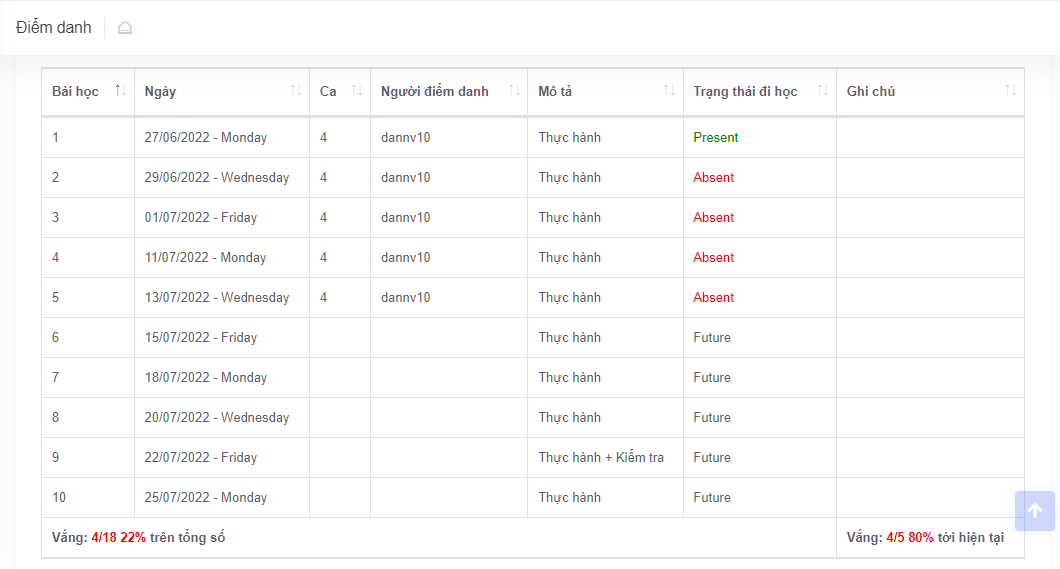 Điểm danh
Bài học Ngày Ca Người điểm danh Mô tả Trạng thái đi học Ghi chú
1 27/06/2022 - Monday 4 dannv10 Thực hành Present
2 29/06/2022 - Wednesday 4 dannv10 Thực hành Absent
3 01/07/2022 - Friday 4 dannv10 Thực hành Absent
4 11/07/2022 - Monday 4 dannv10 Thực hành Absent
5 13/07/2022 - Wednesday 4 dannv10 Thực hành Absent
6 15/07/2022 - Friday Thực hành Future
7 18/07/2022 - Monday Thực hành Future
8 20/07/2022 - Wednesday Thực hành Future
9 22/07/2022 - Friday Thực hành + Kiểm tra Future
10 25/07/2022 - Monday Thực hành Future
Vắng: 4/18 22% trên tổng số Vắng: 4/5 80% tới hiện tại